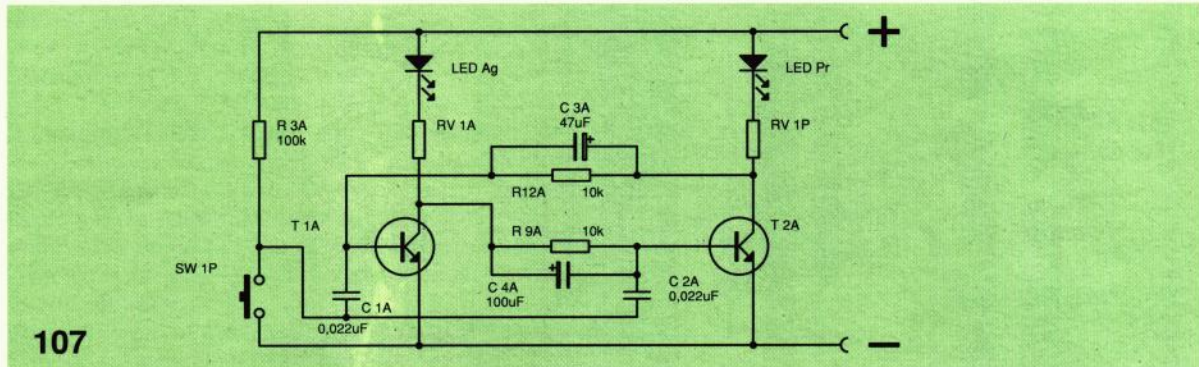 +
LED Ag
LED Pr
C 3A
47uF
+
R 3A
100k
RV 1A
RV 1P
R12A
10k
T 1A
R 9A
10k
T 2A
SW 1P
+
C 4A
100uF
C 2A
0,022uF
C 1A
0,022uF
107
−